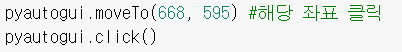 pyautogui.moveTo(668, 595) #해당 좌표 클릭
pyautogui.click()